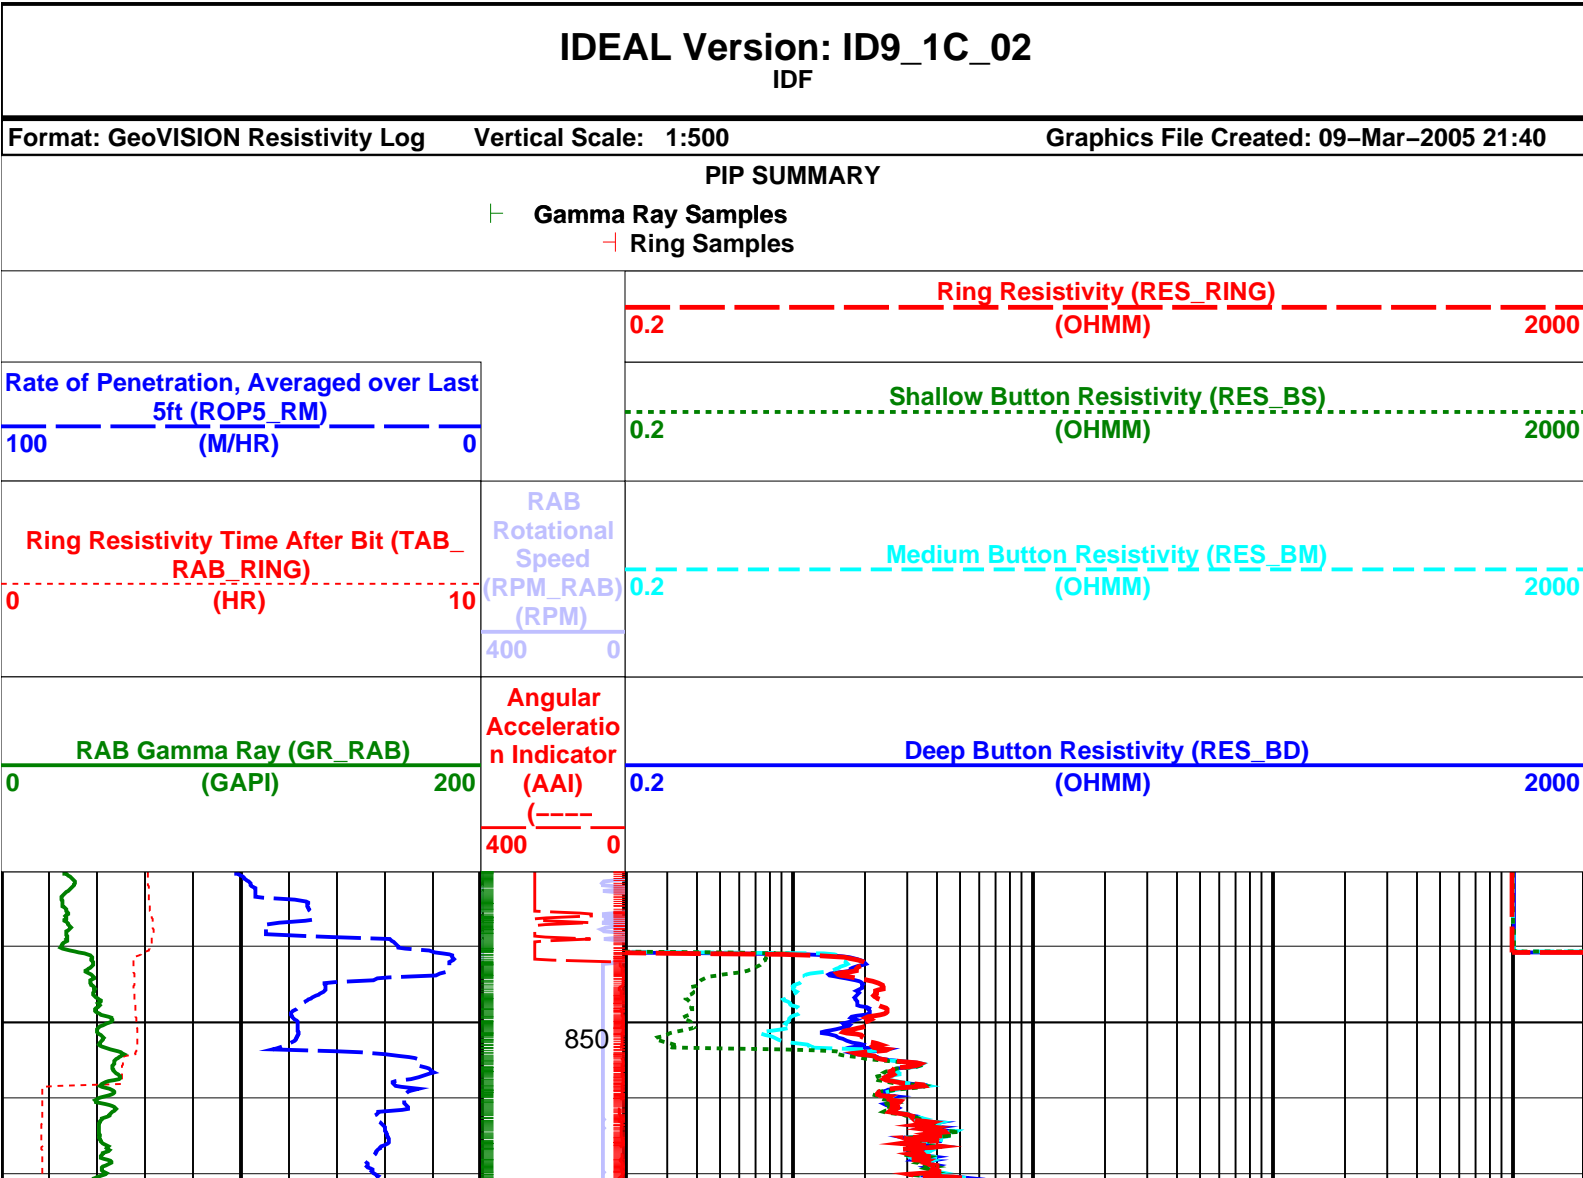 IDEAL Version: ID9_1C_02
IDF
Format: GeoVISION Resistivity Log Vertical Scale: 1:500 Graphics File Created: 09–Mar–2005 21:40
PIP SUMMARY
Gamma Ray Samples
Ring Samples
Ring Resistivity (RES_RING)
0.2 (OHMM) 2000
Rate of Penetration, Averaged over Last
5ft (ROP5_RM)
100 (M/HR) 0
Shallow Button Resistivity (RES_BS)
0.2 (OHMM) 2000
Ring Resistivity Time After Bit (TAB_
RAB_RING)
0 (HR) 10
RAB
Rotational
Speed
(RPM_RAB)
(RPM)
400 0
Medium Button Resistivity (RES_BM)
0.2 (OHMM) 2000
RAB Gamma Ray (GR_RAB)
0 (GAPI) 200
Angular
Acceleratio
n Indicator
(AAI)
(----
400 0
Deep Button Resistivity (RES_BD)
0.2 (OHMM) 2000
850